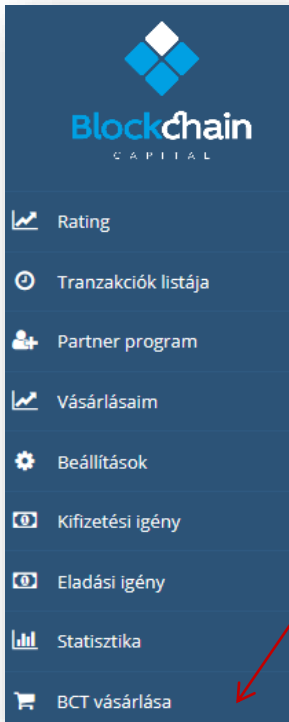 Blockchain
CAPITAL
Rating
Tranzakciók listája
Partner program
Vásárlásaim
Beállítások
Kifizetési igény
Eladási igény
Statisztika
BCT vásárlása